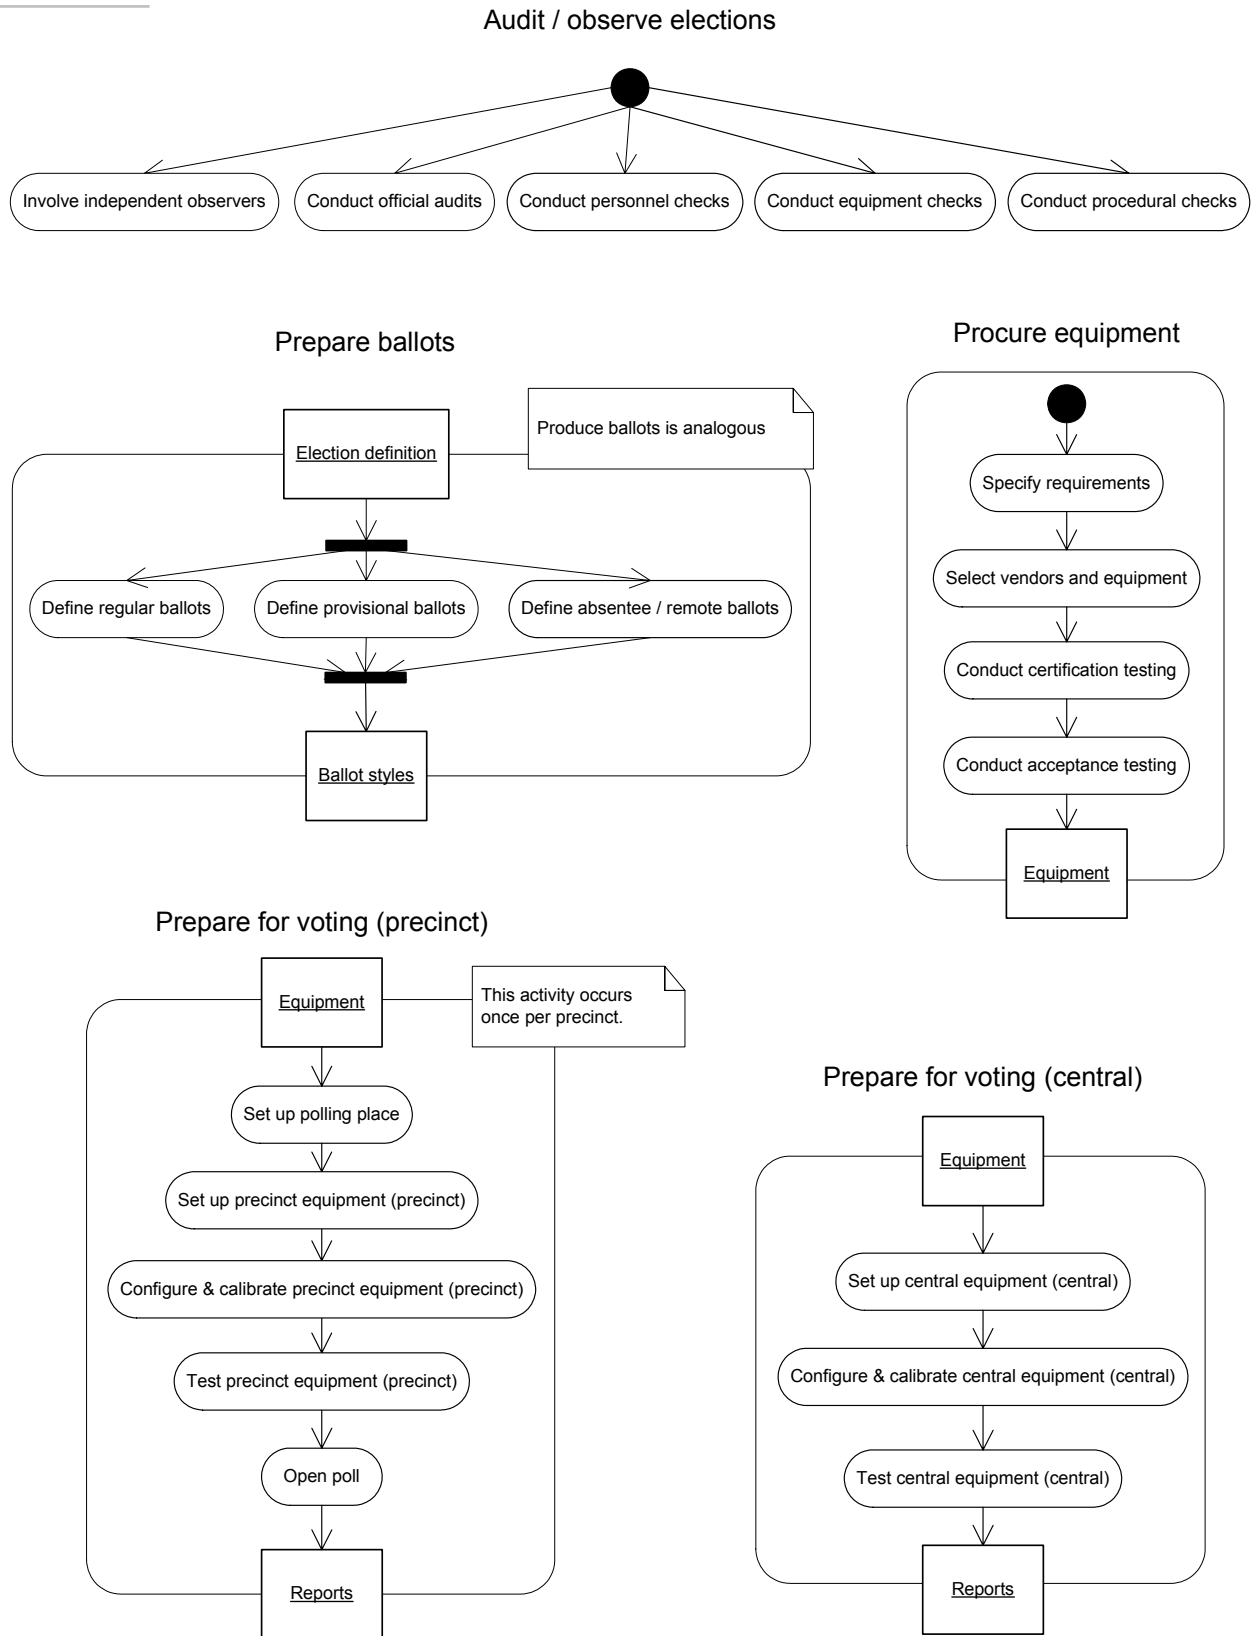 Audit / observe elections
Involve independent observers
Conduct official audits
Conduct personnel checks
Conduct equipment checks
Conduct procedural checks
Prepare ballots
Election definition
Produce ballots is analogous
Define regular ballots
Define provisional ballots
Define absentee / remote ballots
Ballot styles
Procure equipment
Specify requirements
Select vendors and equipment
Conduct certification testing
Conduct acceptance testing
Equipment
Prepare for voting (precinct)
Equipment
This activity occurs
once per precinct.
Set up polling place
Set up precinct equipment (precinct)
Configure & calibrate precinct equipment (precinct)
Test precinct equipment (precinct)
Open poll
Reports
Prepare for voting (central)
Equipment
Set up central equipment (central)
Configure & calibrate central equipment (central)
Test central equipment (central)
Reports